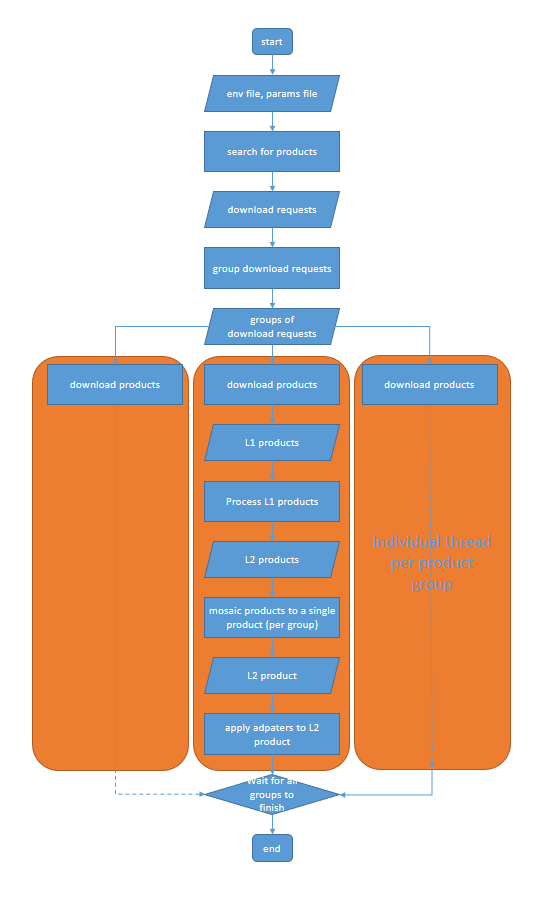 start
env file, params file
search for products
download requests
group download requests
groups of
download requests
download products
download products
download products
L1 products
Process L1 products
L2 products
mosaic products to a single
product (per group)
L2 product
apply adpaters to L2
product
Individual thread
per product
group
wait for all
groups to
finish
end